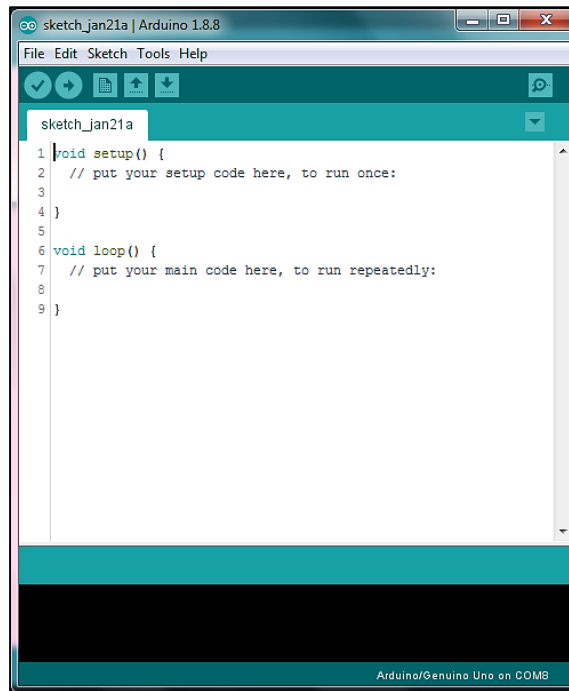 sketch_jan21a | Arduino 1.8.8
File Edit Sketch Tools Help
sketch_jan21a
1 void setup() {
2   // put your setup code here, to run once:
3
4 }
5
6 void loop() {
7   // put your main code here, to run repeatedly:
8
9 }
Arduino/Genuino Uno on COM8